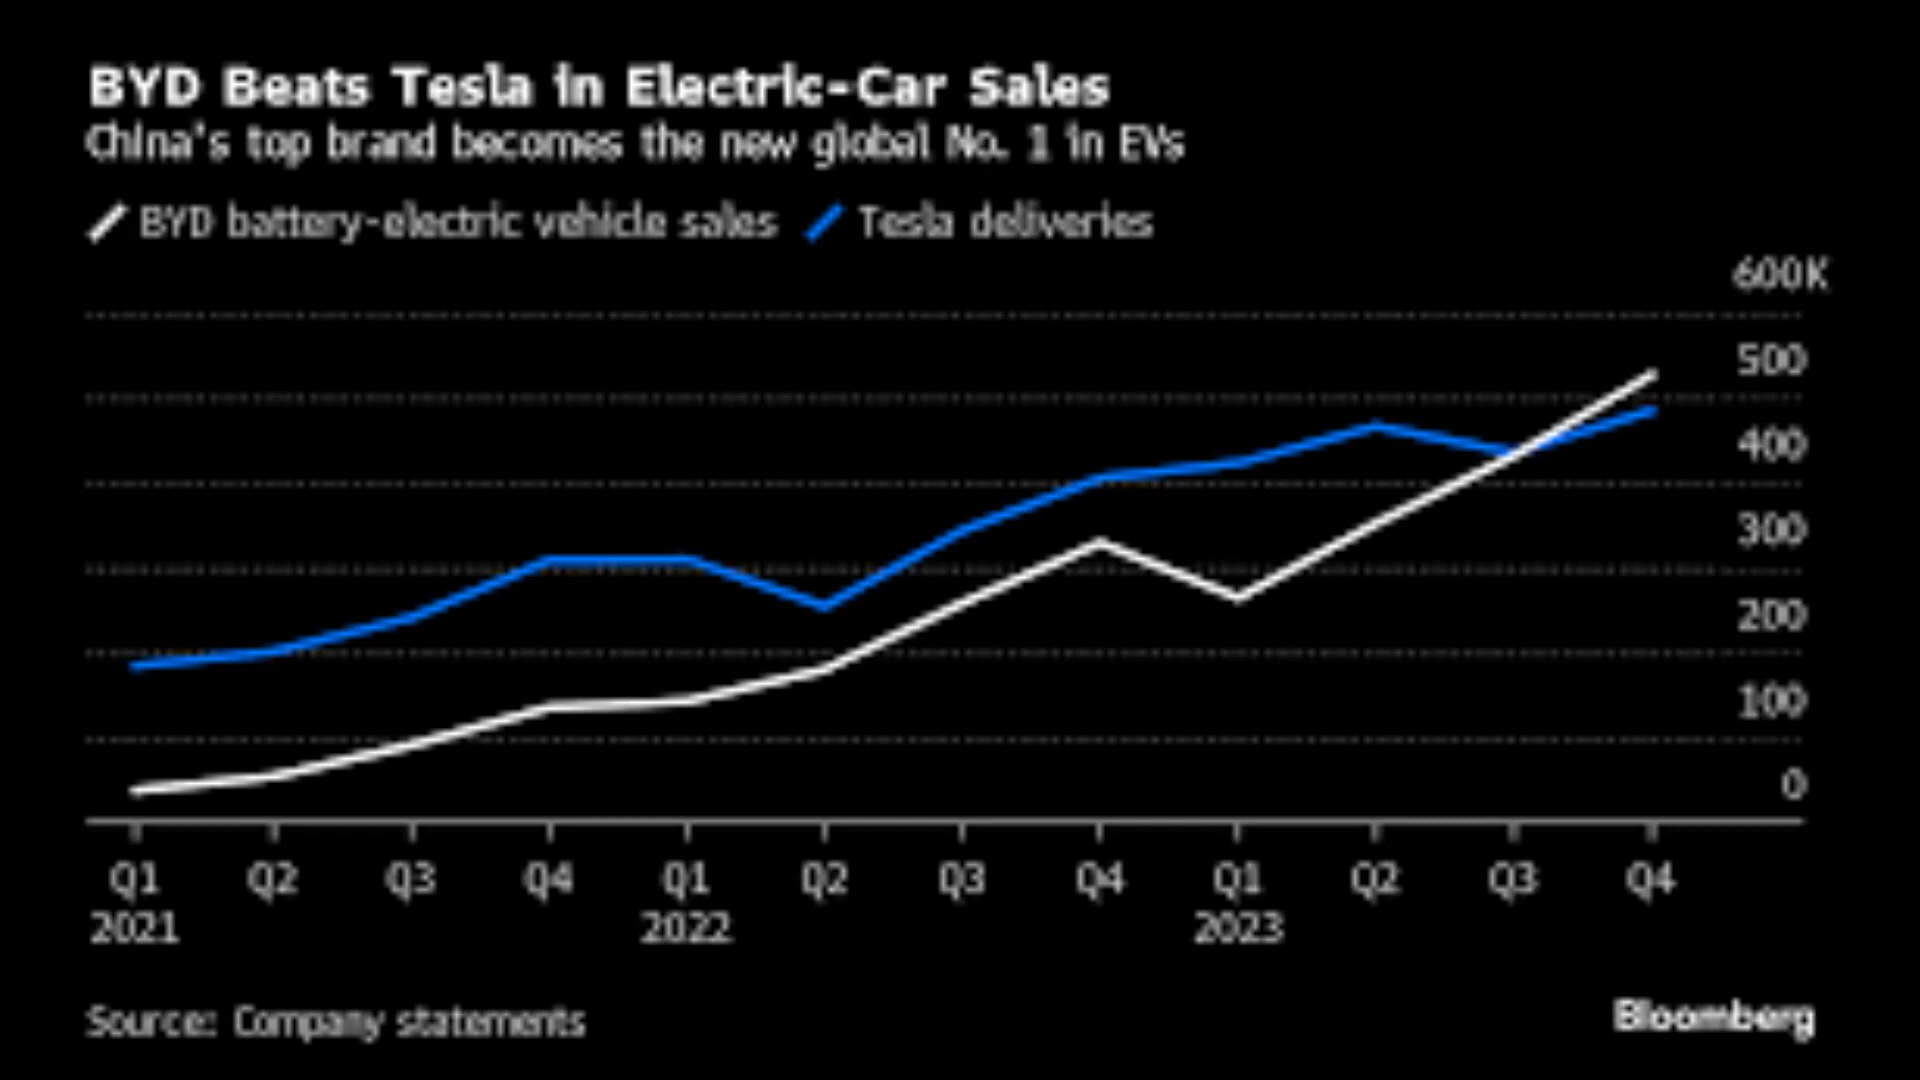 BYD Beats Tesla in Electric-Car Sales
China's top brand becomes the new global No. 1 in EVs
BYD battery-electric vehicle sales Tesla deliveries
600K
500
400
300
200
100
0
Q1 Q2 Q3 Q4 Q1 Q2 Q3 Q4 Q1 Q2 Q3 Q4
2021 2022 2023
Source: Company statements Bloomberg